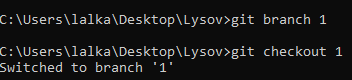 C:\Users\lalka\Desktop\Lysov>git branch 1
C:\Users\lalka\Desktop\Lysov>git checkout 1
Switched to branch '1'